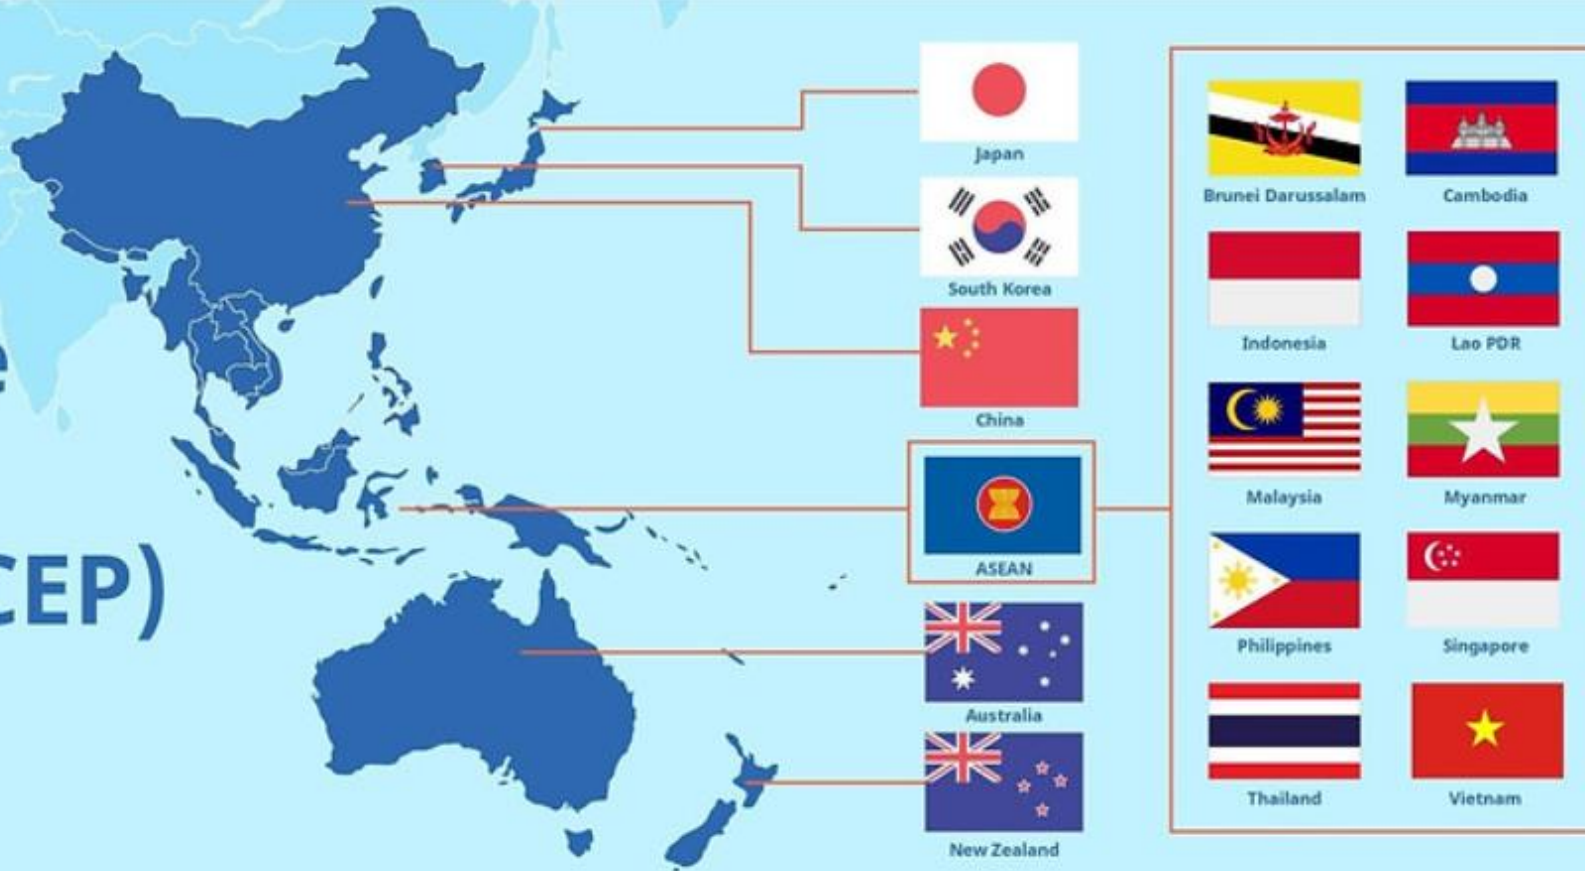 e
CEP)
Japan
South Korea
China
ASEAN
Australia
New Zealand
Brunei Darussalam
Cambodia
Indonesia
Lao PDR
Malaysia
Myanmar
Philippines
Singapore
Thailand
Vietnam